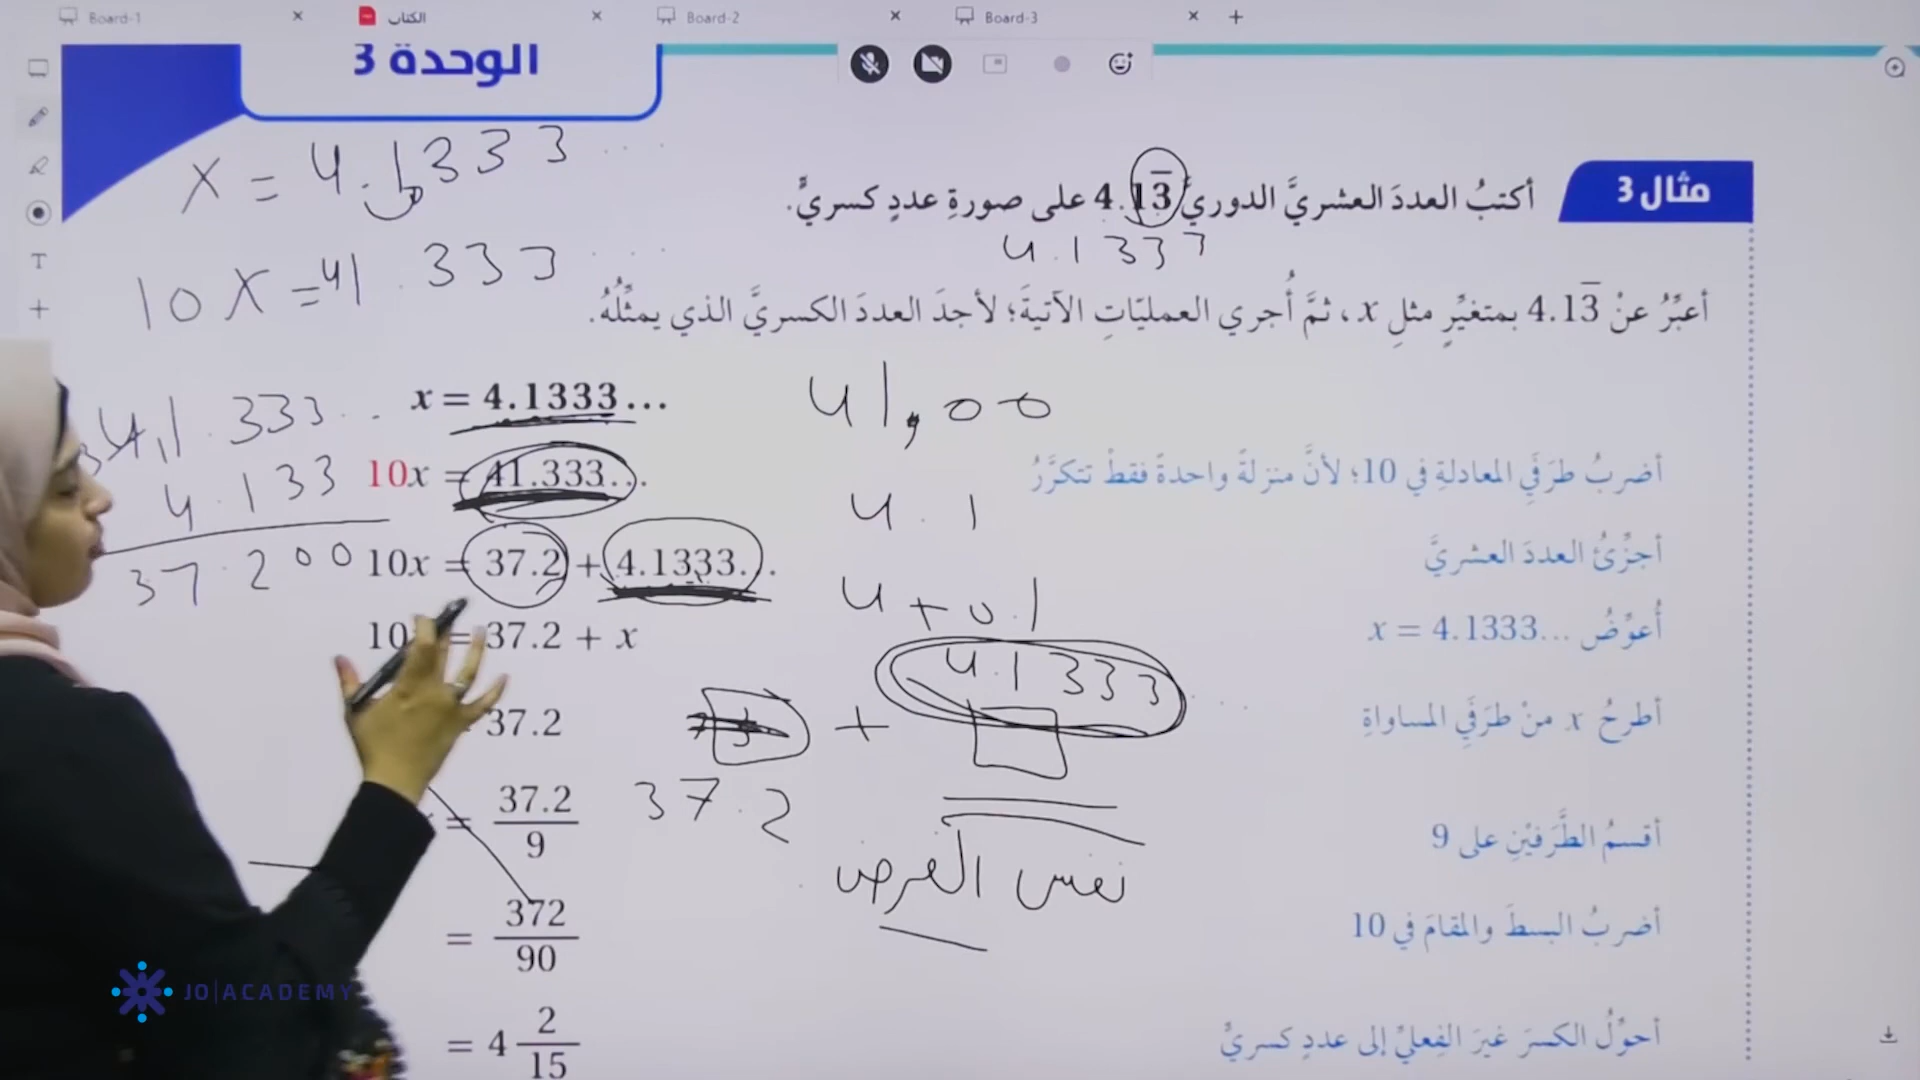 Board-1
الكتاب
Board-2
Board-3
الوحدة 3
مثال 3
أكتبُ العددَ العشريَّ الدوريَّ 4.13̅ على صورةِ عددٍ كسريٍّ.
4.1333
x = 4.1333...
10x = 41.333...
أعبِّرُ عنْ 4.13̅ بمتغيِّرٍ مثلِ x ، ثمَّ أُجري العمليّاتِ الآتيةَ؛ لأجدَ العددَ الكسريَّ الذي يمثِّلُهُ.
x = 4.1333...
41.333...
4.133
37.200
41,00
10x = 41.333...
أضربُ طرَفَيِ المعادلةِ في 10؛ لأنَّ منزلةً واحدةً فقطْ تتكرَّرُ
4.1
10x = 37.2 + 4.1333...
أجزّئُ العددَ العشريَّ
4+0.1
= 37.2 + x
أُعوِّضُ x = 4.1333...
4.1333
37.2
+
أطرحُ x منْ طرَفَيِ المساواةِ
37.2
= 37.2/9
أقسمُ الطَّرَفيْنِ على 9
نفس العرض
= 372/90
أضربُ البسطَ والمقامَ في 10
= 4 2/15
أحوِّلُ الكسرَ غيرَ الفِعليِّ إلى عددٍ كسريٍّ
JO|ACADEMY